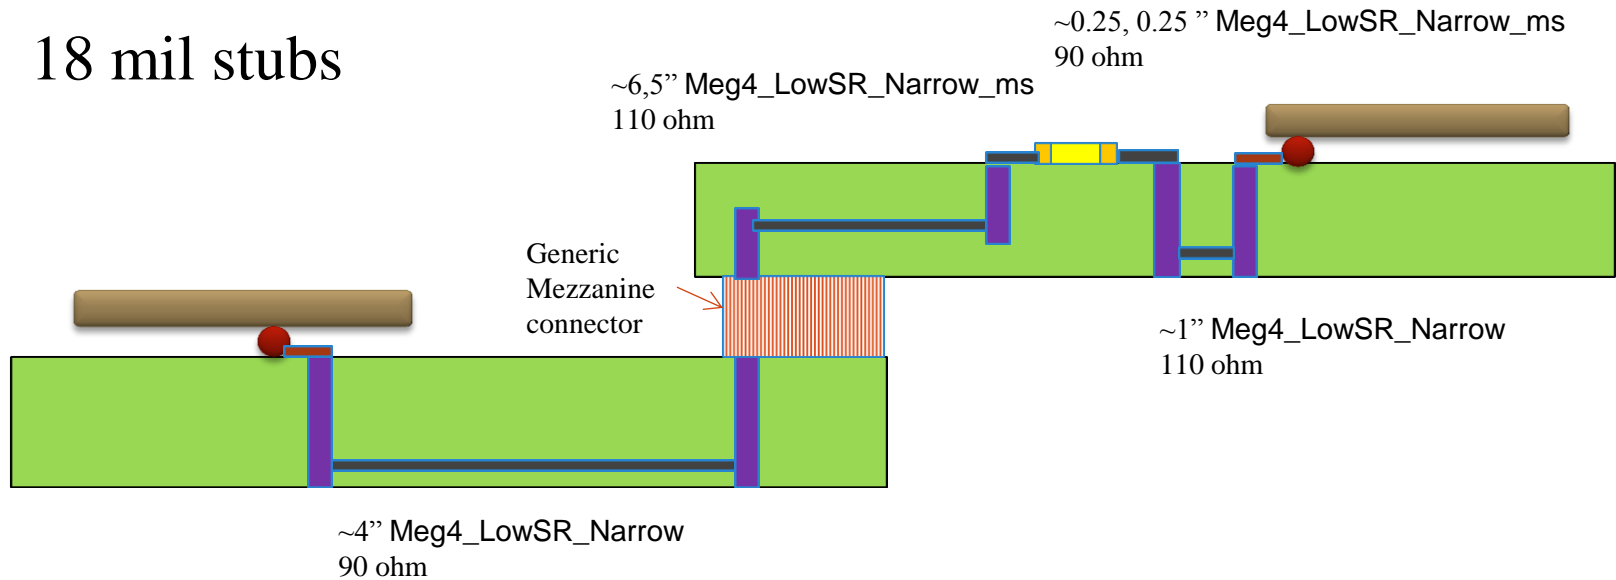 18 mil stubs
~0.25, 0.25 ” Meg4_LowSR_Narrow_ms
90 ohm
~6,5” Meg4_LowSR_Narrow_ms
110 ohm
Generic
Mezzanine
connector
~1” Meg4_LowSR_Narrow
110 ohm
~4” Meg4_LowSR_Narrow
90 ohm